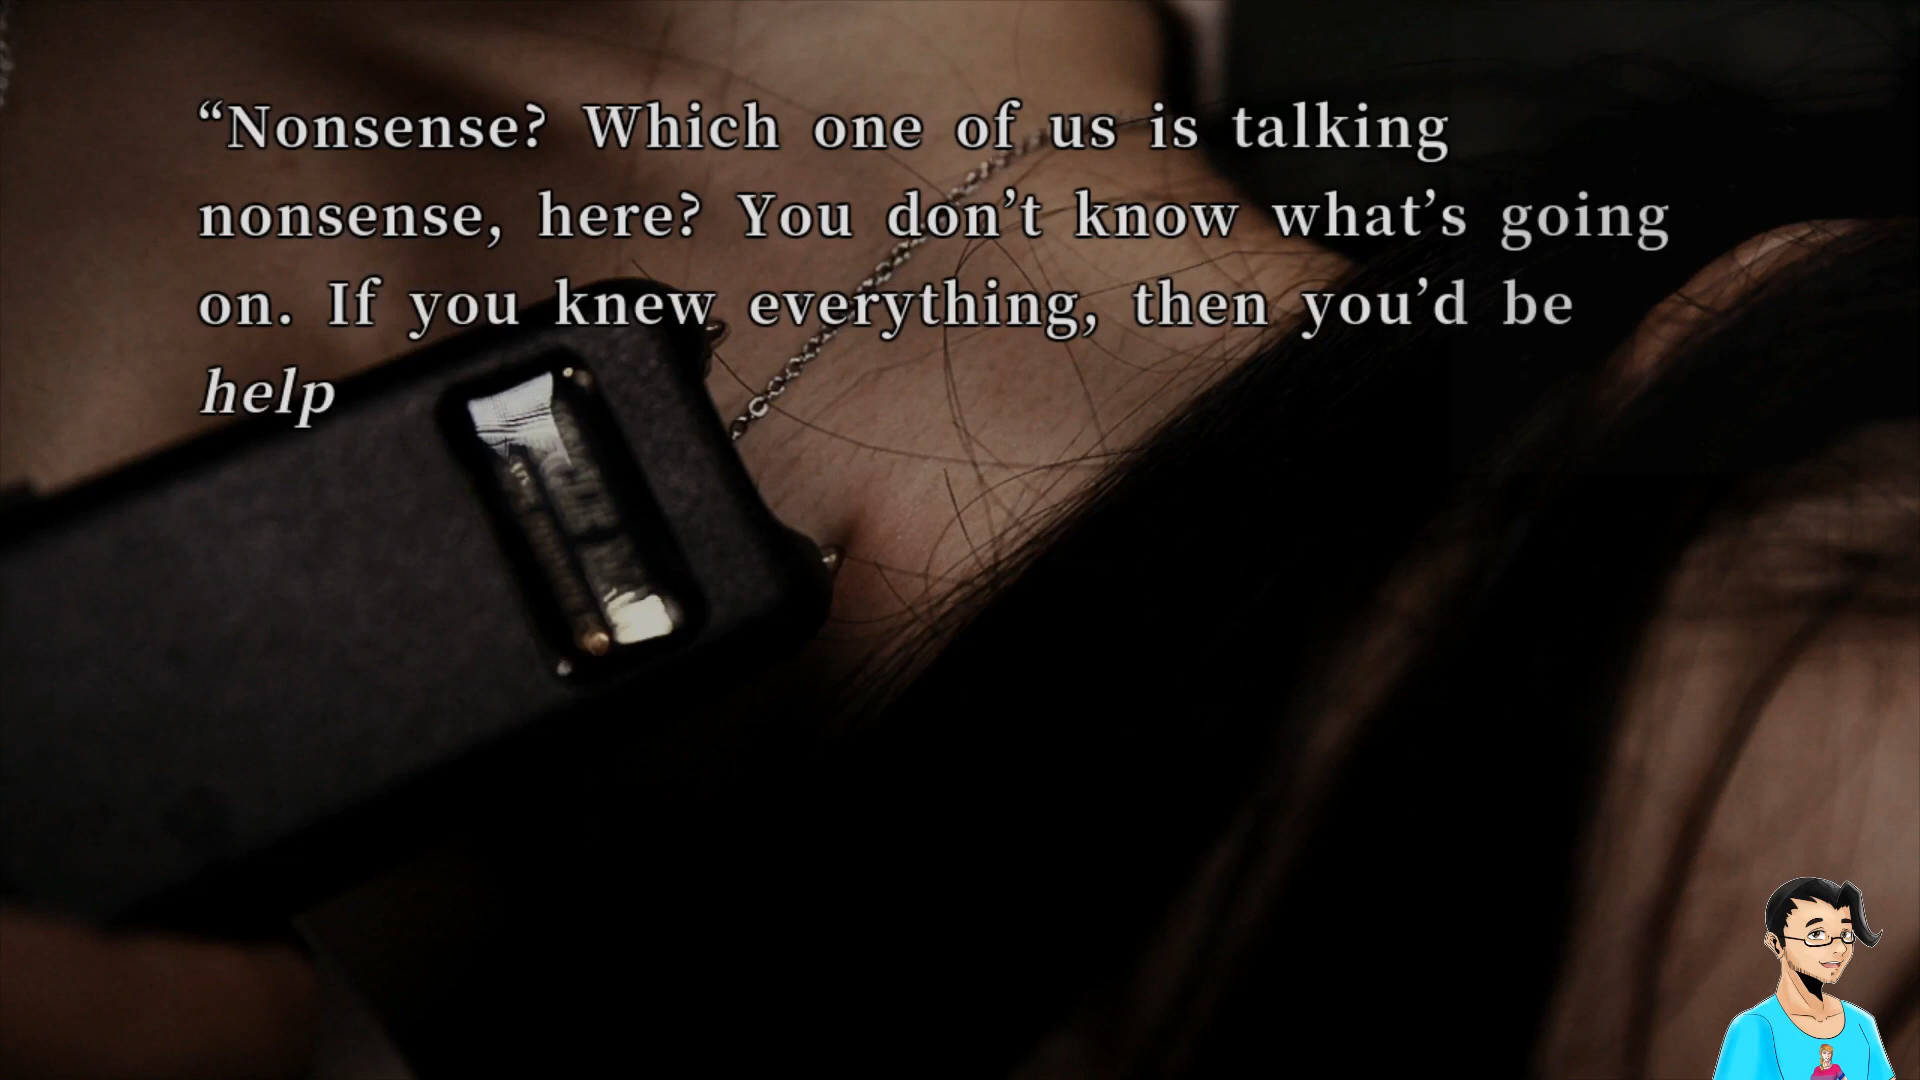 “Nonsense? Which one of us is talking
nonsense, here? You don’t know what’s going
on. If you knew everything, then you’d be
help